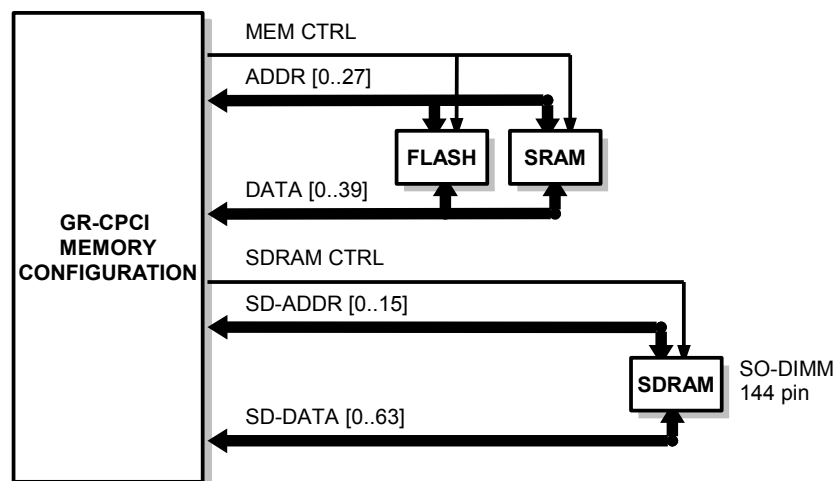 MEM CTRL
ADDR [0..27]
FLASH
SRAM
DATA [0..39]
GR-CPCI
MEMORY
CONFIGURATION
SDRAM CTRL
SD-ADDR [0..15]
SDRAM
SO-DIMM
144 pin
SD-DATA [0..63]